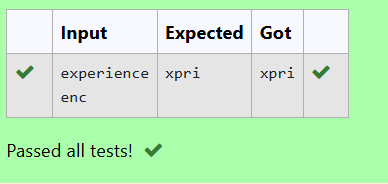 Input Expected Got
experience xpri xpri
enc
Passed all tests!